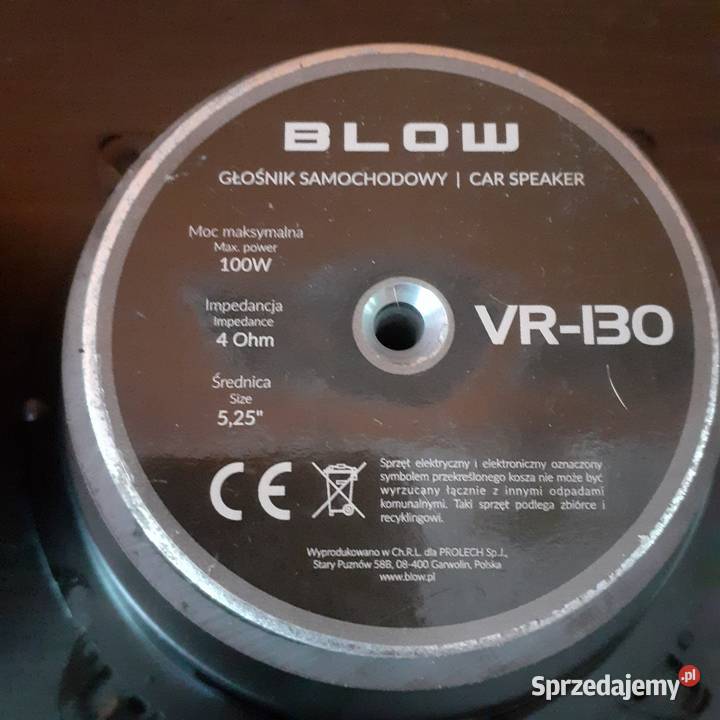 BLOW
GŁOŚNIK SAMOCHODOWY | CAR SPEAKER
Moc maksymalna
Max. power
100W
Impedancja
Impedance
4 Ohm
VR-130
Średnica
Size
5,25"
CE
Sprzęt elektryczny i elektroniczny oznaczony
symbolem przekreślonego kosza nie może być
wyrzucany łącznie z innymi odpadami
komunalnymi. Taki sprzęt podlega zbiórce i
recyklingowi.
Wyprodukowano w Ch.R.L. dla PROLECH Sp.J.,
Stary Puznów 58B, 08-400 Garwolin, Polska
www.blow.pl
Sprzedajemy.pl